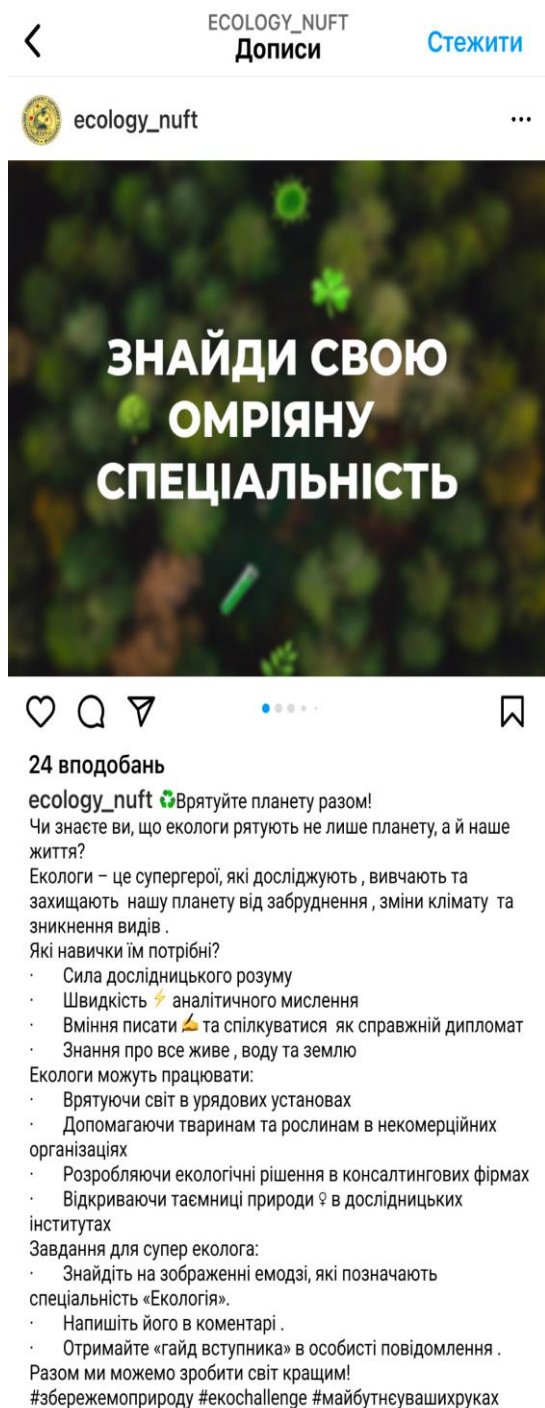 ECOLOGY_NUFT
Дописи
Стежити
ecology_nuft
ЗНАЙДИ СВОЮ
ОМРІЯНУ
СПЕЦІАЛЬНІСТЬ
24 вподобань
ecology_nuft ♻️Врятуйте планету разом!
Чи знаєте ви, що екологи рятують не лише планету, а й наше
життя?
Екологи – це супергерої, які досліджують , вивчають та
захищають нашу планету від забруднення , зміни клімату та
зникнення видів .
Які навички їм потрібні?
· Сила дослідницького розуму
· Швидкість ⚡ аналітичного мислення
· Вміння писати ✍️ та спілкуватися як справжній дипломат
· Знання про все живе , воду та землю
Екологи можуть працювати:
· Врятуючи світ в урядових установах
· Допомагаючи тваринам та рослинам в некомерційних
організаціях
· Розробляючи екологічні рішення в консалтингових фірмах
· Відкриваючи таємниці природи ♀ в дослідницьких
інститутах
Завдання для супер еколога:
· Знайдіть на зображенні емодзі, які позначають
спеціальність «Екологія».
· Напишіть його в коментарі .
· Отримайте «гайд вступника» в особисті повідомлення .
Разом ми можемо зробити світ кращим!
#збережемоприроду #екоchallenge #майбутнєувашихруках